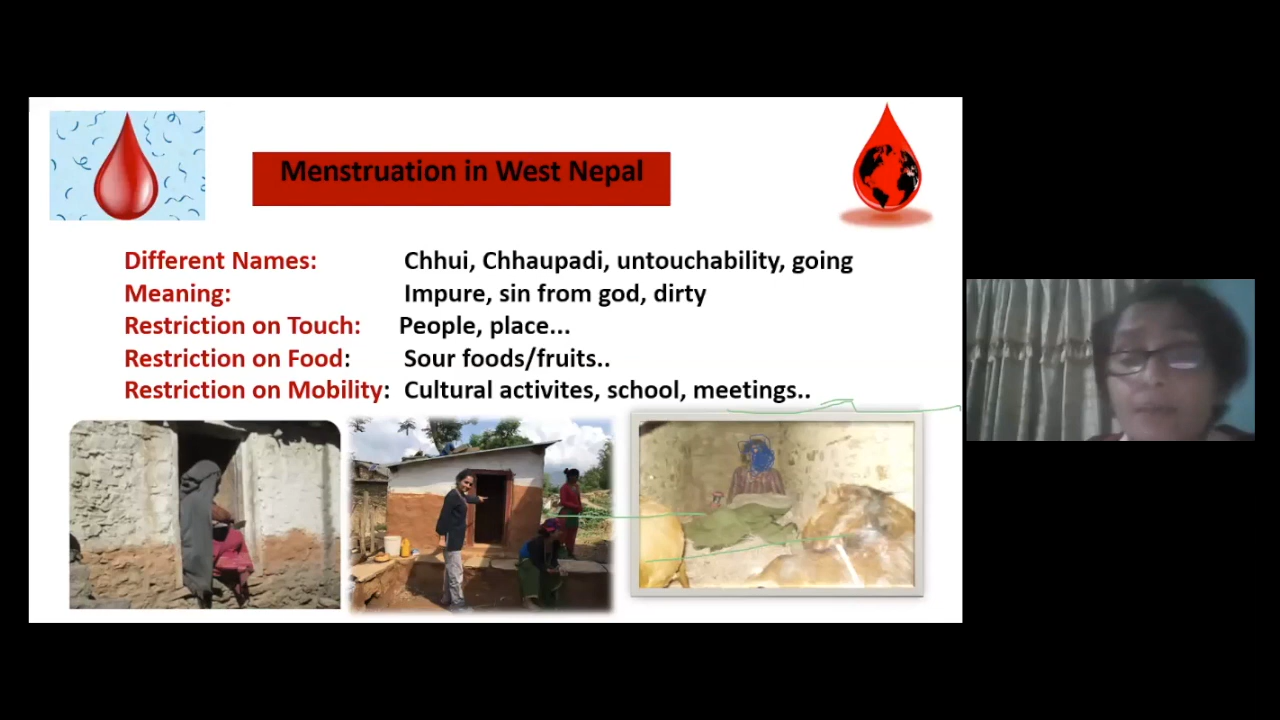 Menstruation in West Nepal
Different Names: Chhui, Chhaupadi, untouchability, going
Meaning: Impure, sin from god, dirty
Restriction on Touch: People, place...
Restriction on Food: Sour foods/fruits..
Restriction on Mobility: Cultural activites, school, meetings..